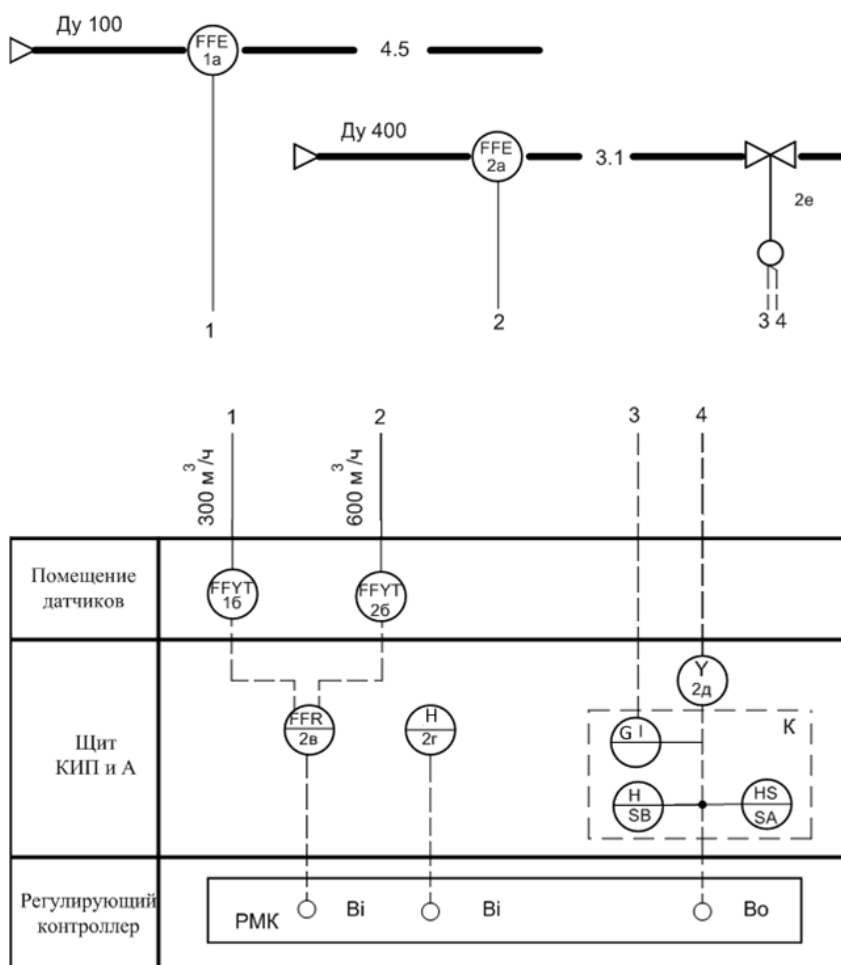 Ду 100
FFE
1а
4.5
Ду 400
FFE
2а
3.1
2е
1
2
3 4
1
2
3
4
300 м³/ч
600 м³/ч
Помещение
датчиков
FFYT
1б
FFYT
2б
Щит
КИП и А
FFR
2в
H
2г
Y
2д
К
G I
H
SB
HS
SA
Регулирующий
контроллер
РМК
Bi
Bi
Bo